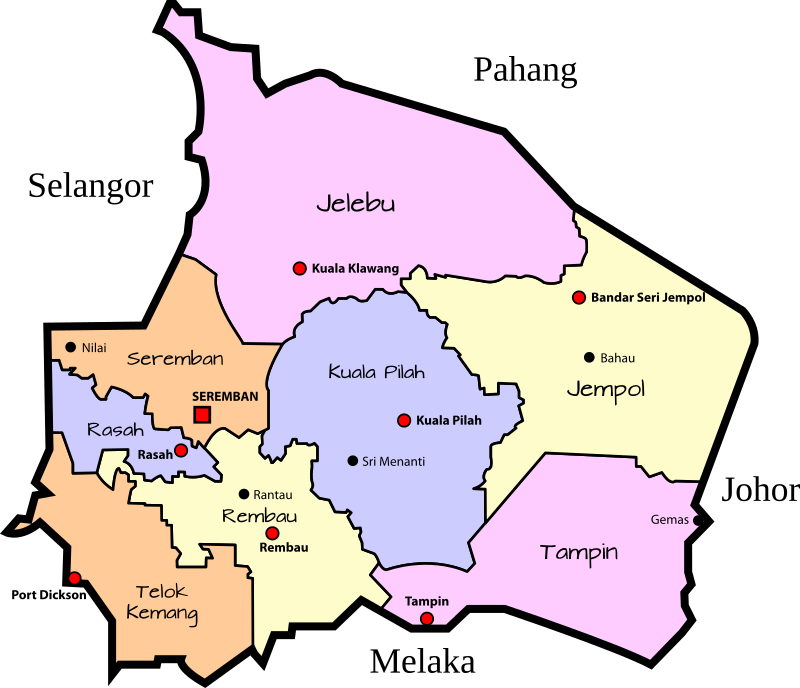 Pahang
Selangor
Jelebu
Kuala Klawang
Bandar Seri Jempol
Nilai
Seremban
Bahau
Kuala Pilah
Jempol
SEREMBAN
Kuala Pilah
Rasah
Rasah
Sri Menanti
Johor
Rantau
Rembau
Gemas
Rembau
Tampin
Port Dickson
Telok
Kemang
Tampin
Melaka